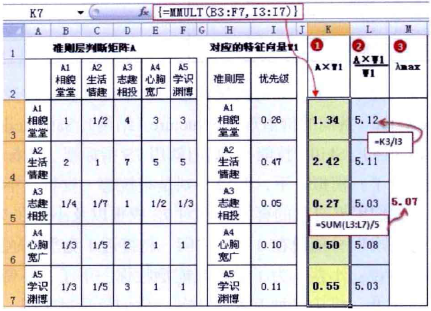 K7 fx {=MMULT(B3:F7,I3:I7)}
A B C D E F G H I J K L M
1 准则层判断矩阵A 对应的特征向量W1 ❶ ❷ ❸
2 A1 相貌堂堂 A2 生活情趣 A3 志趣相投 A4 心胸宽广 A5 学识渊博 准则层 优先级 A×W1 A×W1 W1 λmax
3 A1 相貌堂堂 1 1/2 4 3 3 A1 相貌堂堂 0.26 1.34 5.12
=K3/I3
4 A2 生活情趣 2 1 7 5 5 A2 生活情趣 0.47 2.42 5.11
5 A3 志趣相投 1/4 1/7 1 1/2 1/3 A3 志趣相投 0.05 0.27 5.03 5.07
=SUM(L3:L7)/5
6 A4 心胸宽广 1/3 1/5 2 1 1 A4 心胸宽广 0.10 0.50 5.08
7 A5 学识渊博 1/3 1/5 3 1 1 A5 学识渊博 0.11 0.55 5.03